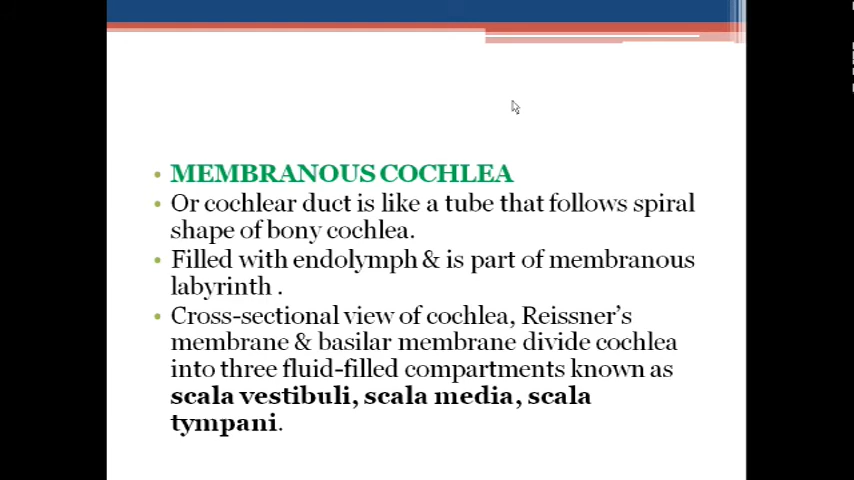 • MEMBRANOUS COCHLEA
• Or cochlear duct is like a tube that follows spiral
shape of bony cochlea.
• Filled with endolymph & is part of membranous
labyrinth .
• Cross-sectional view of cochlea, Reissner’s
membrane & basilar membrane divide cochlea
into three fluid-filled compartments known as
scala vestibuli, scala media, scala
tympani.